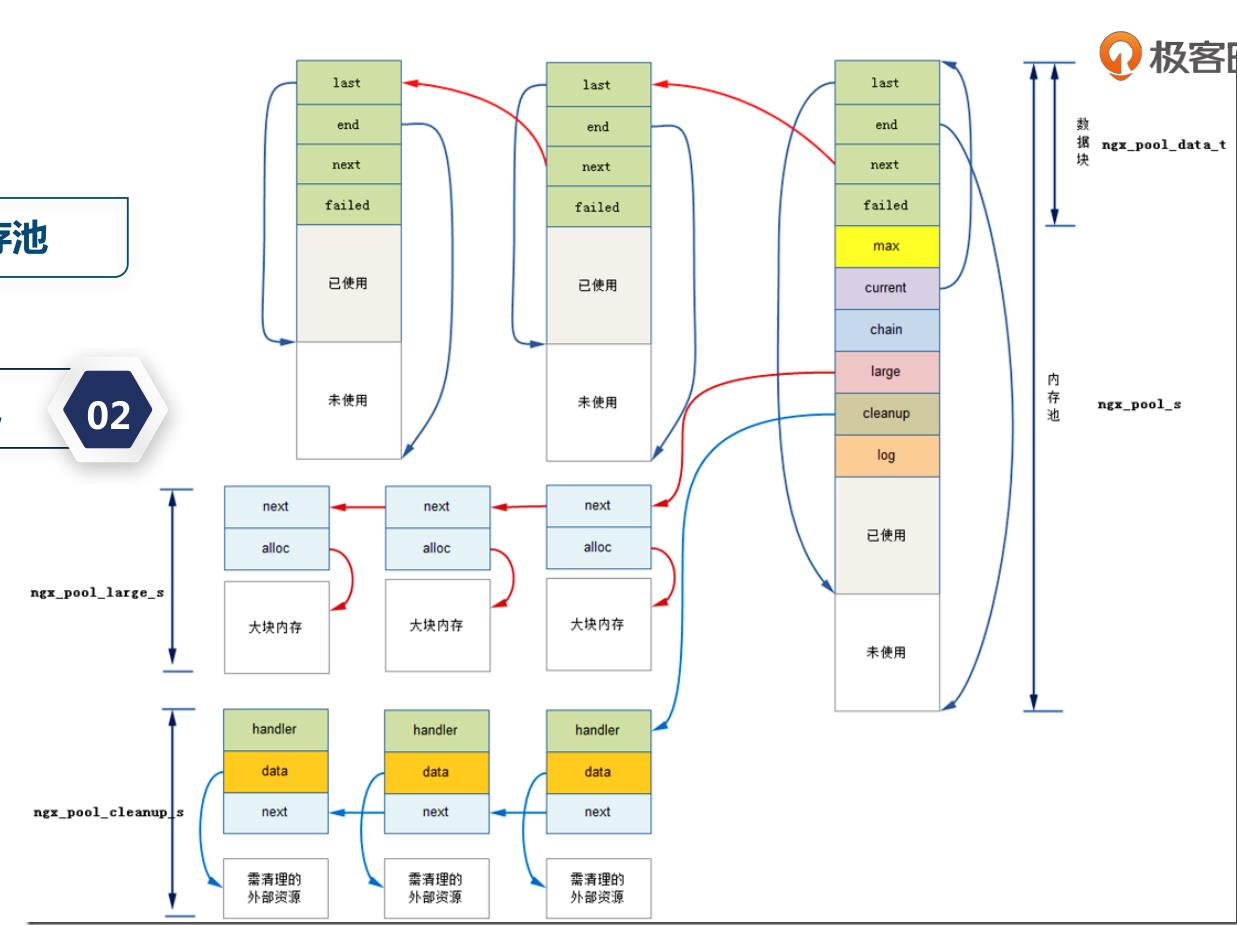 极客
存池
02
last
end
next
failed
已使用
未使用
last
end
next
failed
已使用
未使用
last
end
next
failed
max
current
chain
large
cleanup
log
已使用
未使用
数据块
ngx_pool_data_t
内存池
ngx_pool_s
ngx_pool_large_s
next
alloc
大块内存
next
alloc
大块内存
next
alloc
大块内存
ngx_pool_cleanup_s
handler
data
next
需清理的
外部资源
handler
data
next
需清理的
外部资源
handler
data
next
需清理的
外部资源